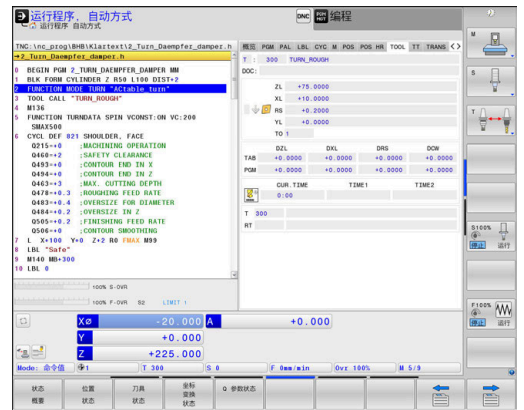 运行程序，自动方式
运行程序 自动方式
DNC
编程
TNC:\nc_prog\BHB\Klartext\2_Turn_Daempfer_damper.h
→2_Turn_Daempfer_damper.h
0 BEGIN PGM 2_TURN_DAEMPFER_DAMPER MM
1 BLK FORM CYLINDER Z R50 L100 DIST+2
2 FUNCTION MODE TURN "ACtable_turn"
3 TOOL CALL "TURN_ROUGH"
4 M136
5 FUNCTION TURNDATA SPIN VCONST:ON VC:200
SMAX500
6 CYCL DEF 821 SHOULDER, FACE
Q215=+0 ;MACHINING OPERATION
Q460=+2 ;SAFETY CLEARANCE
Q493=+0 ;CONTOUR END IN X
Q494=+0 ;CONTOUR END IN Z
Q463=+3 ;MAX. CUTTING DEPTH
Q478=+0.3 ;ROUGHING FEED RATE
Q483=+0.4 ;OVERSIZE FOR DIAMETER
Q484=+0.2 ;OVERSIZE IN Z
Q505=+0.2 ;FINISHING FEED RATE
Q506=+0 ;CONTOUR SMOOTHING
7 L X+100 Y+0 Z+2 R0 FMAX M99
8 LBL "Safe"
9 M140 MB+300
10 LBL 0
概览 PGM PAL LBL CYC M POS POS HR TOOL TT TRANS
T : 300 TURN_ROUGH
DOC:
ZL +75.0000
XL +10.0000
RS +0.2000
YL +0.0000
TO 1
DZL DXL DRS DCW
TAB +0.0000 +0.0000 +0.0000 +0.0000
PGM +0.0000 +0.0000 +0.0000 +0.0000
CUR.TIME TIME1 TIME2
0:00
T 300
RT
100% S-OVR
100% F-OVR S2 LIMIT 1
X∅ -20.000 A +0.000
Y +0.000
Z +225.000
Mode: 命令值 1 T 300 S 0 F 0mm/min Ovr 100% M 5/9
M
S
T
S100%
停止 运行
F100%
停止 运行
状态 概要
位置 状态
刀具 状态
坐标 变换 状态
Q 参数状态